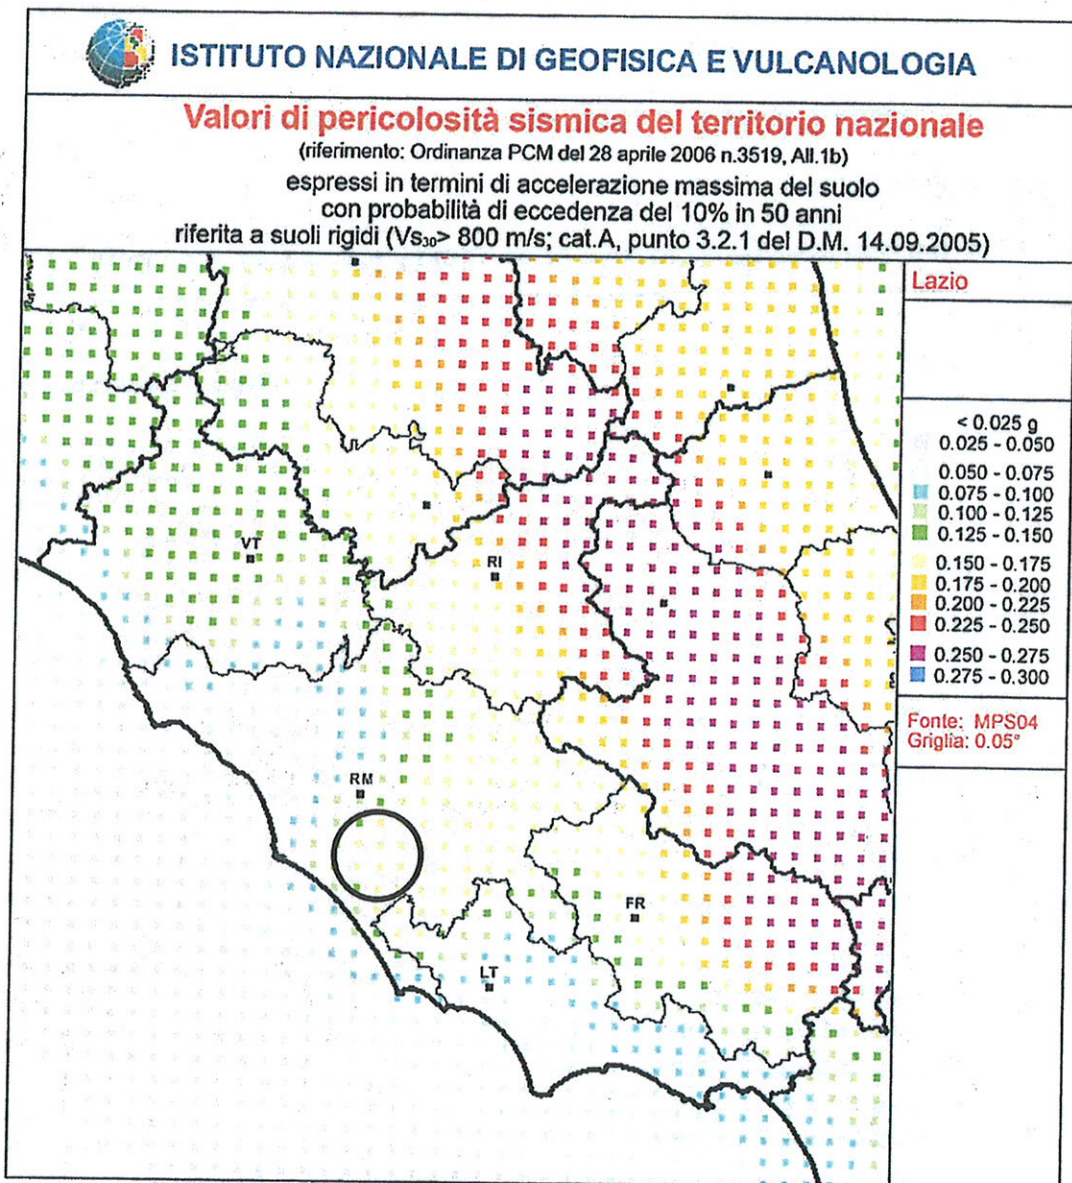 ISTITUTO NAZIONALE DI GEOFISICA E VULCANOLOGIA
Valori di pericolosità sismica del territorio nazionale
(riferimento: Ordinanza PCM del 28 aprile 2006 n.3519, All.1b)
espressi in termini di accelerazione massima del suolo
con probabilità di eccedenza del 10% in 50 anni
riferita a suoli rigidi (Vs₃₀> 800 m/s; cat.A, punto 3.2.1 del D.M. 14.09.2005)
Lazio
< 0.025 g
0.025 - 0.050
0.050 - 0.075
0.075 - 0.100
0.100 - 0.125
0.125 - 0.150
0.150 - 0.175
0.175 - 0.200
0.200 - 0.225
0.225 - 0.250
0.250 - 0.275
0.275 - 0.300
Fonte: MPS04
Griglia: 0.05°
VT
RI
RM
FR
LT